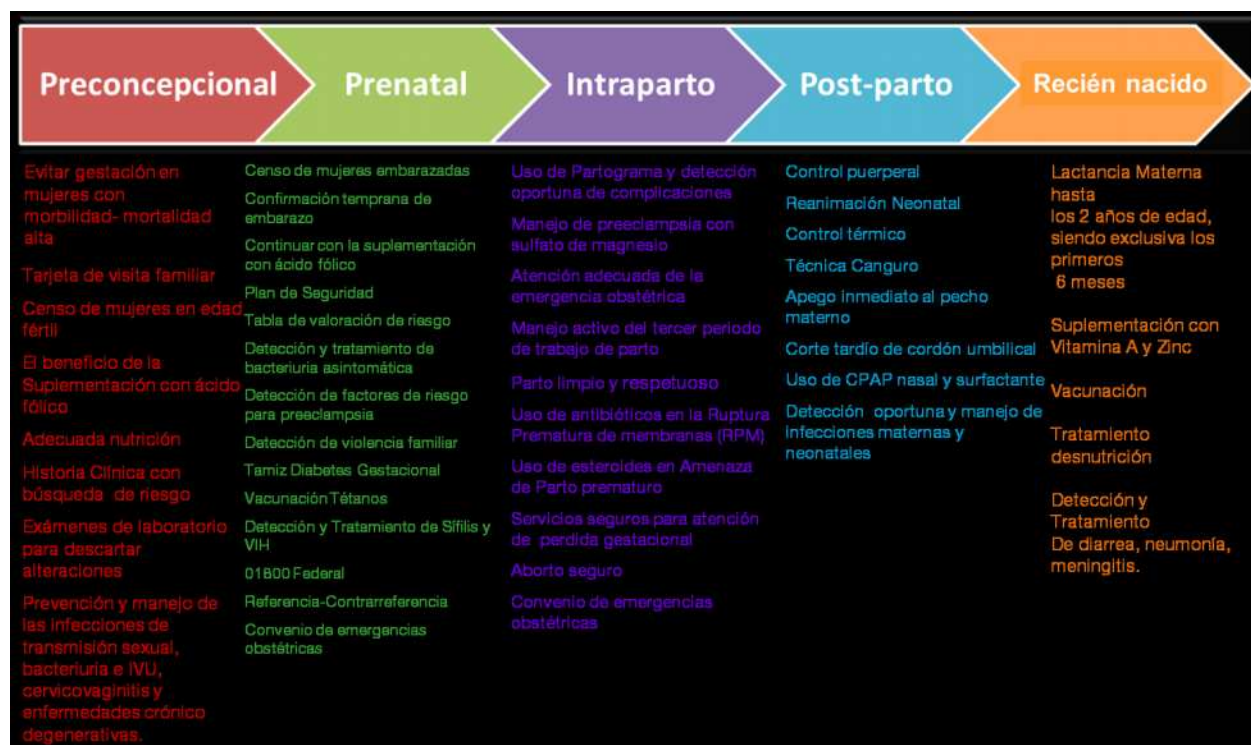 Preconcepcional
Prenatal
Intraparto
Post-parto
Recién nacido
Evitar gestación en
mujeres con
morbilidad- mortalidad
alta
Tarjeta de visita familiar
Censo de mujeres en edad
fértil
El beneficio de la
Suplementación con ácido
fólico
Adecuada nutrición
Historia Clínica con
búsqueda de riesgo
Exámenes de laboratorio
para descartar
alteraciones
Prevención y manejo de
las infecciones de
transmisión sexual,
bacteriuria e IVU,
cervicovaginitis y
enfermedades crónico
degenerativas.
Censo de mujeres embarazadas
Confirmación temprana de
embarazo
Continuar con la suplementación
con ácido fólico
Plan de Seguridad
Tabla de valoración de riesgo
Detección y tratamiento de
bacteriuria asintomática
Detección de factores de riesgo
para preeclampsia
Detección de violencia familiar
Tamiz Diabetes Gestacional
Vacunación Tétanos
Detección y Tratamiento de Sífilis y
VIH
01800 Federal
Referencia-Contrarreferencia
Convenio de emergencias
obstétricas
Uso de Partograma y detección
oportuna de complicaciones
Manejo de preeclampsia con
sulfato de magnesio
Atención adecuada de la
emergencia obstétrica
Manejo activo del tercer periodo
de trabajo de parto
Parto limpio y respetuoso
Uso de antibióticos en la Ruptura
Prematura de membranas (RPM)
Uso de esteroides en Amenaza
de Parto prematuro
Servicios seguros para atención
de perdida gestacional
Aborto seguro
Convenio de emergencias
obstétricas
Control puerperal
Reanimación Neonatal
Control térmico
Técnica Canguro
Apego inmediato al pecho
materno
Corte tardío de cordón umbilical
Uso de CPAP nasal y surfactante
Detección oportuna y manejo de
infecciones maternas y
neonatales
Lactancia Materna
hasta
los 2 años de edad,
siendo exclusiva los
primeros
6 meses
Suplementación con
Vitamina A y Zinc
Vacunación
Tratamiento
desnutrición
Detección y
Tratamiento
De diarrea, neumonía,
meningitis.